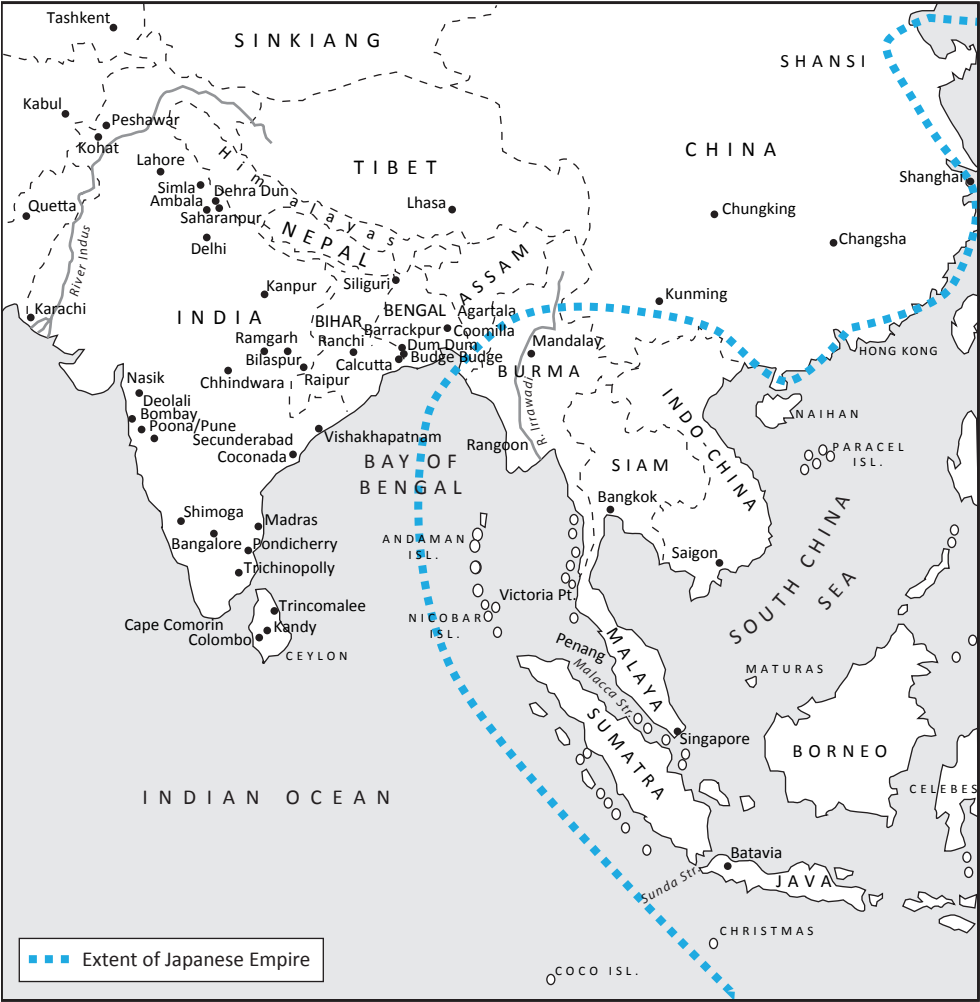 Tashkent
SINKIANG
SHANSI
Kabul
Peshawar
Kohat
CHINA
Lahore
Himalayas
TIBET
Shanghai
Simla
Dehra Dun
Ambala
Quetta
Saharanpur
Lhasa
Chungking
NEPAL
Delhi
Changsha
River Indus
ASSAM
Kanpur
Siliguri
Kunming
Karachi
INDIA
BIHAR
BENGAL
Agartala
Barrackpur
Coomilla
Ramgarh
Ranchi
Dum Dum
Mandalay
HONG KONG
Bilaspur
Calcutta
Budge Budge
BURMA
Chhindwara
Raipur
Nasik
Deolali
R. Irrawadi
INDO CHINA
Bombay
NAIHAN
Poona/Pune
Secunderabad
Vishakhapatnam
Rangoon
Coconada
BAY OF
BENGAL
SIAM
PARACEL
ISL.
Bangkok
Shimoga
Madras
Bangalore
Pondicherry
ANDAMAN
ISL.
Saigon
Trichinopoly
SOUTH CHINA
SEA
Victoria Pt.
Trincomalee
NICOBAR
ISL.
Cape Comorin
Kandy
Colombo
CEYLON
Penang
MALAYA
Malacca Str.
MATURAS
SUMATRA
Singapore
BORNEO
INDIAN OCEAN
CELEBES
Batavia
Sunda Str.
JAVA
CHRISTMAS
Extent of Japanese Empire
COCO ISL.